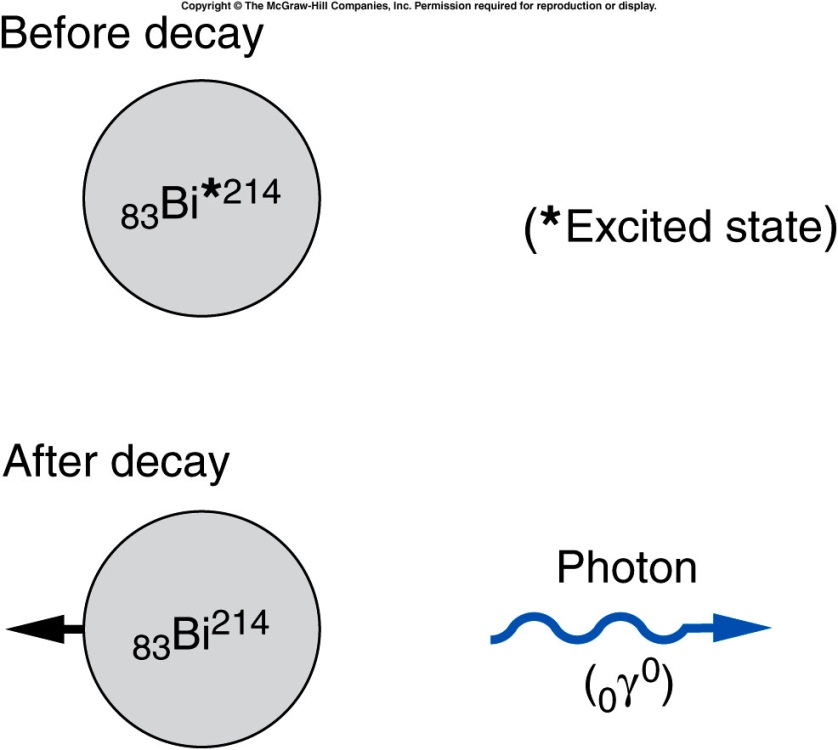 Copyright © The McGraw-Hill Companies, Inc. Permission required for reproduction or display.
Before decay
₈₃Bi*²¹⁴
(*Excited state)
After decay
Photon
₈₃Bi²¹⁴
(₀γ⁰)